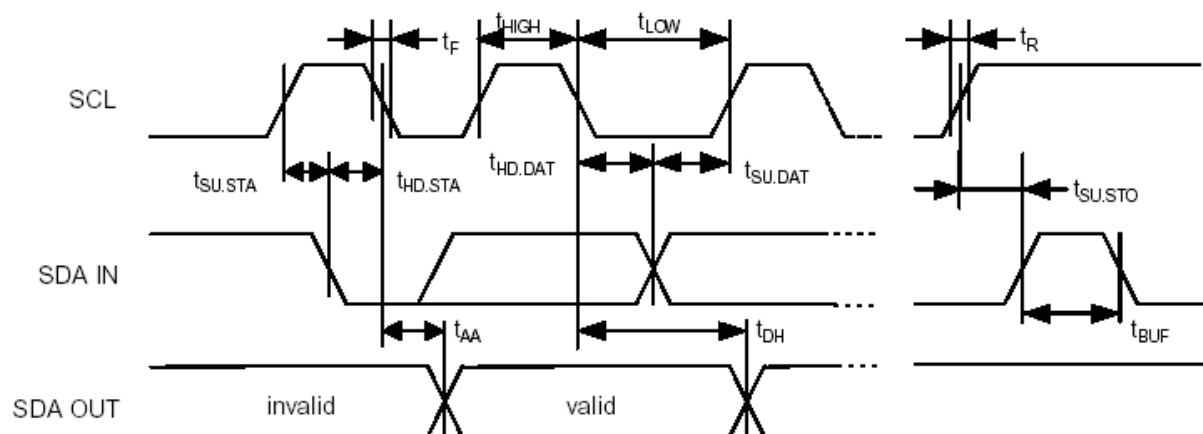 tF
tHIGH
tLOW
tR
SCL
tSU.STA
tHD.STA
tHD.DAT
tSU.DAT
tSU.STO
SDA IN
tAA
tDH
tBUF
SDA OUT
invalid
valid